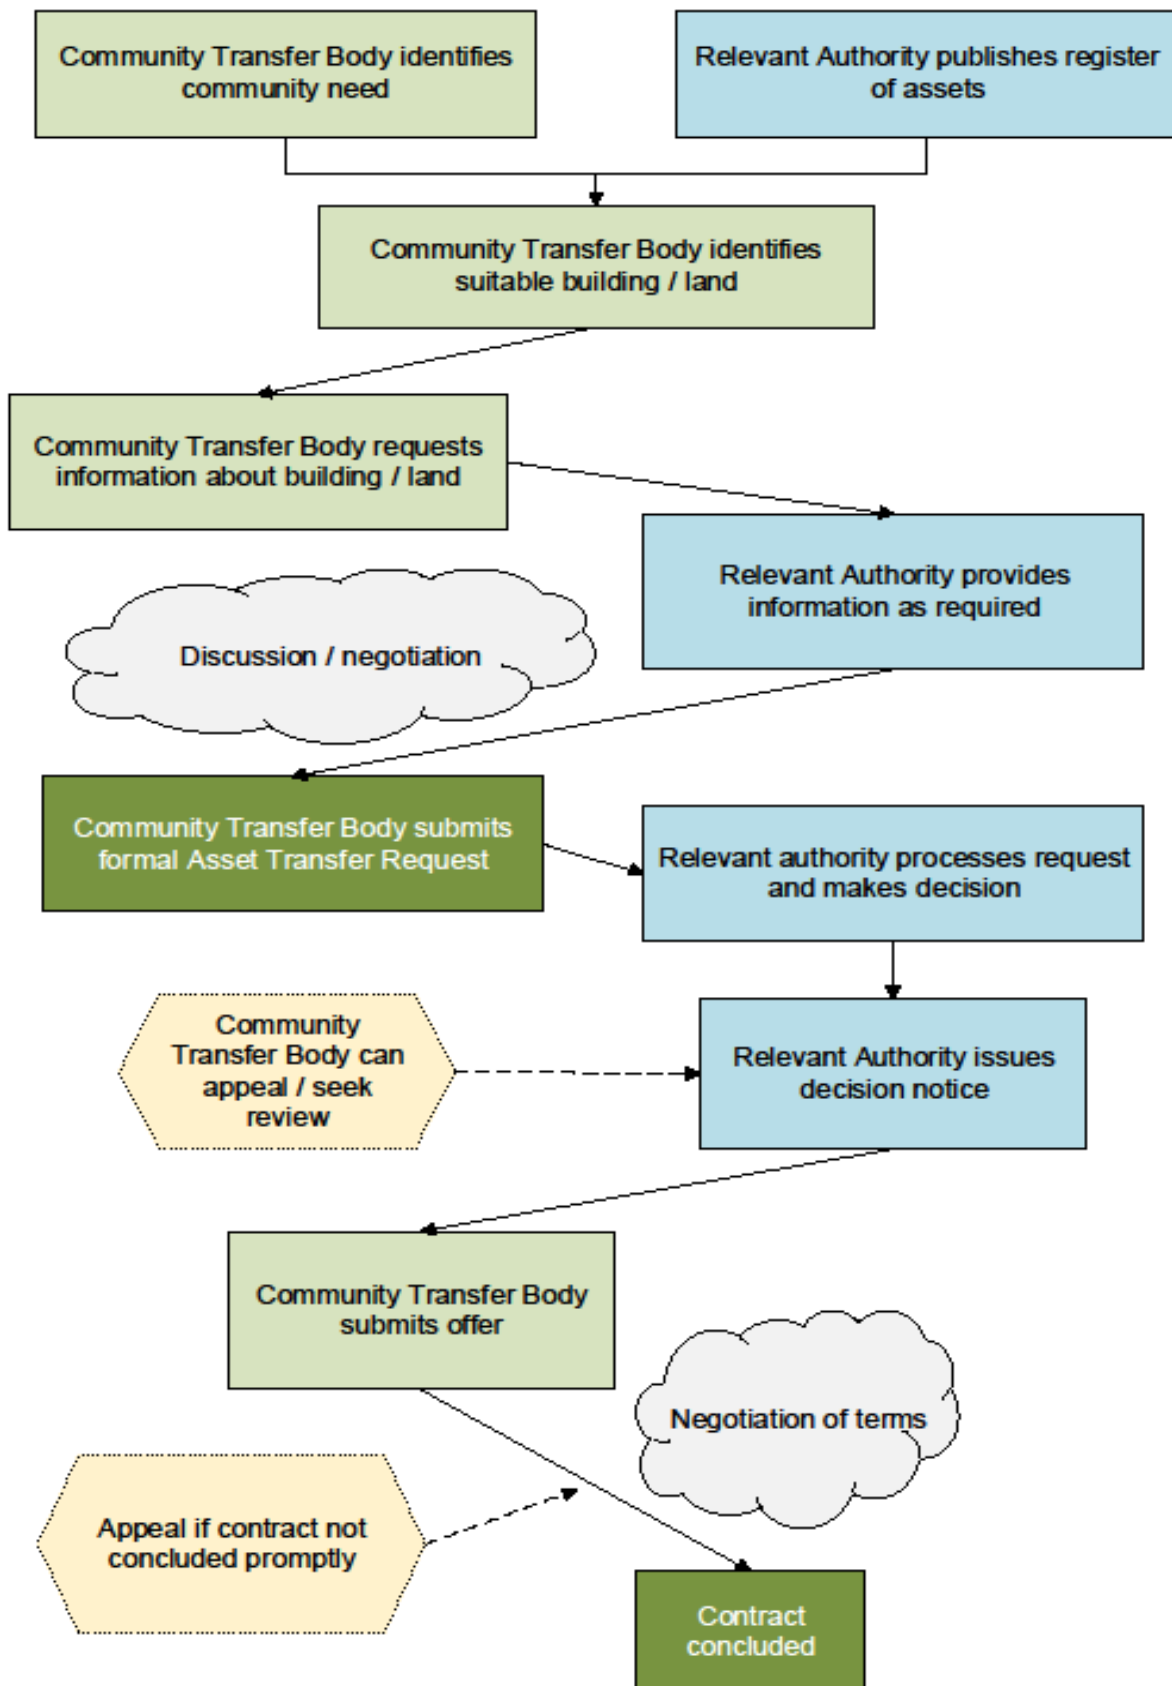 Community Transfer Body identifies
community need
Relevant Authority publishes register
of assets
Community Transfer Body identifies
suitable building / land
Community Transfer Body requests
information about building / land
Relevant Authority provides
information as required
Discussion / negotiation
Community Transfer Body submits
formal Asset Transfer Request
Relevant authority processes request
and makes decision
Community
Transfer Body can
appeal / seek
review
Relevant Authority issues
decision notice
Community Transfer Body
submits offer
Negotiation of terms
Appeal if contract not
concluded promptly
Contract
concluded